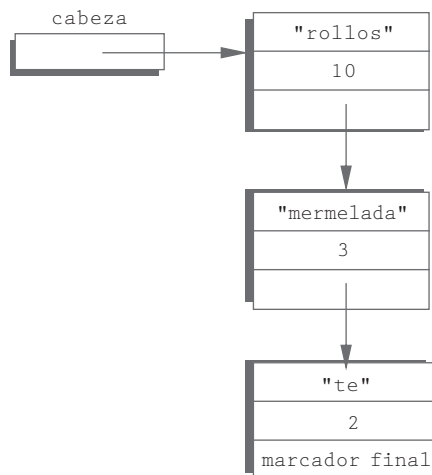 cabeza
"rollos"
10
"mermelada"
3
"te"
2
marcador final